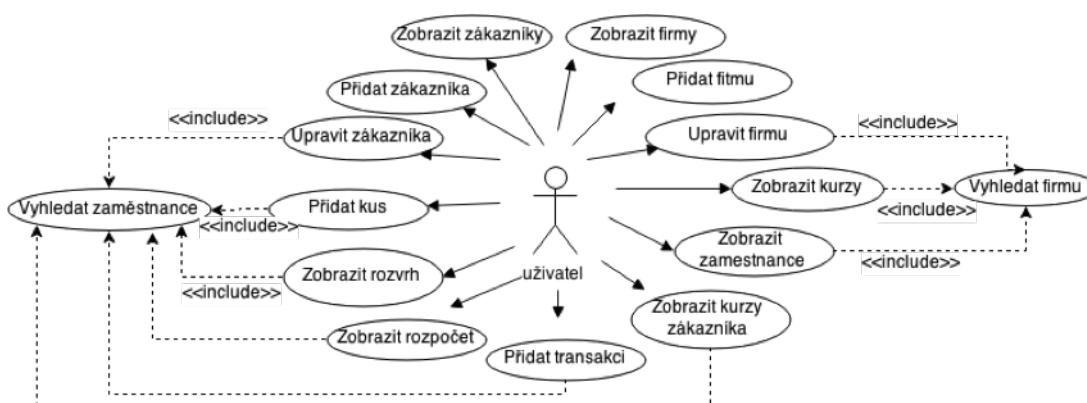 Zobrazit zákazníky
Zobrazit firmy
Přidat zákazníka
Přidat fitmu
<<include>>
Upravit zákazníka
Upravit firmu
<<include>>
Vyhledat zaměstnance
Přidat kus
Zobrazit kurzy
Vyhledat firmu
<<include>>
<<include>>
Zobrazit
zamestnance
<<include>>
Zobrazit rozvrh
<<include>>
uživatel
Zobrazit kurzy
zákazníka
Zobrazit rozpočet
Přidat transakci